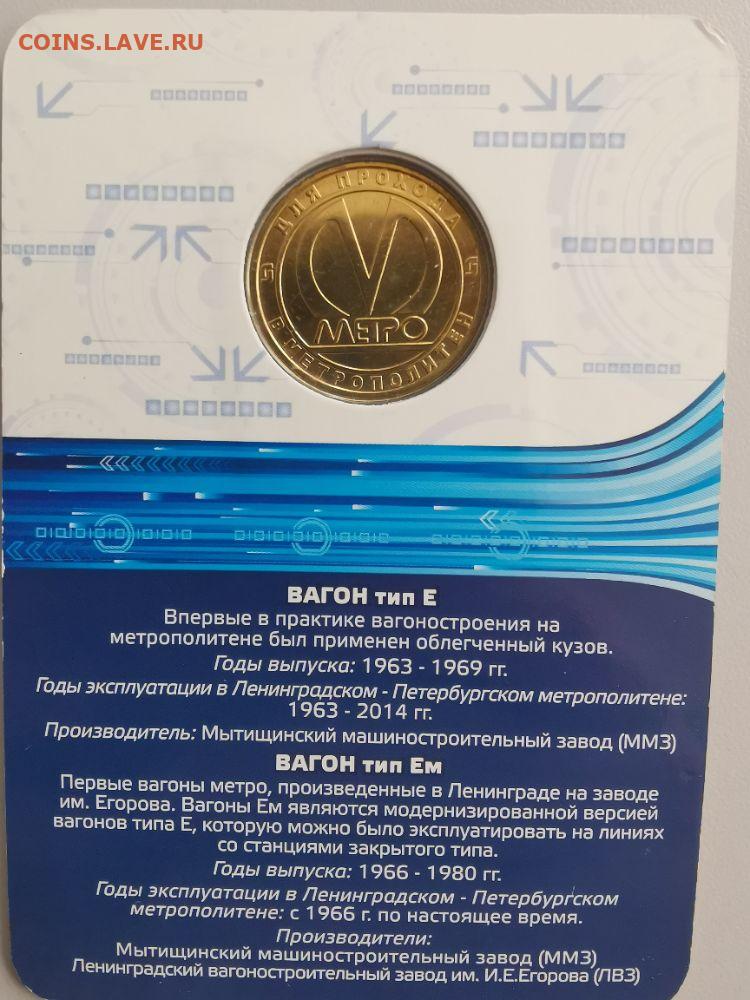 COINS.LAVE.RU
ДЛЯ ПРОХОДА
МЕТРО
В МЕТРОПОЛИТЕН
ВАГОН тип Е
Впервые в практике вагоностроения на
метрополитене был применен облегченный кузов.
Годы выпуска: 1963 - 1969 гг.
Годы эксплуатации в Ленинградском - Петербургском метрополитене:
1963 - 2014 гг.
Производитель: Мытищинский машиностроительный завод (ММЗ)
ВАГОН тип Ем
Первые вагоны метро, произведенные в Ленинграде на заводе
им. Егорова. Вагоны Ем являются модернизированной версией
вагонов типа Е, которую можно было эксплуатировать на линиях
со станциями закрытого типа.
Годы выпуска: 1966 - 1980 гг.
Годы эксплуатации в Ленинградском - Петербургском
метрополитене: с 1966 г. по настоящее время.
Производители:
Мытищинский машиностроительный завод (ММЗ)
Ленинградский вагоностроительный завод им. И.Е.Егорова (ЛВЗ)